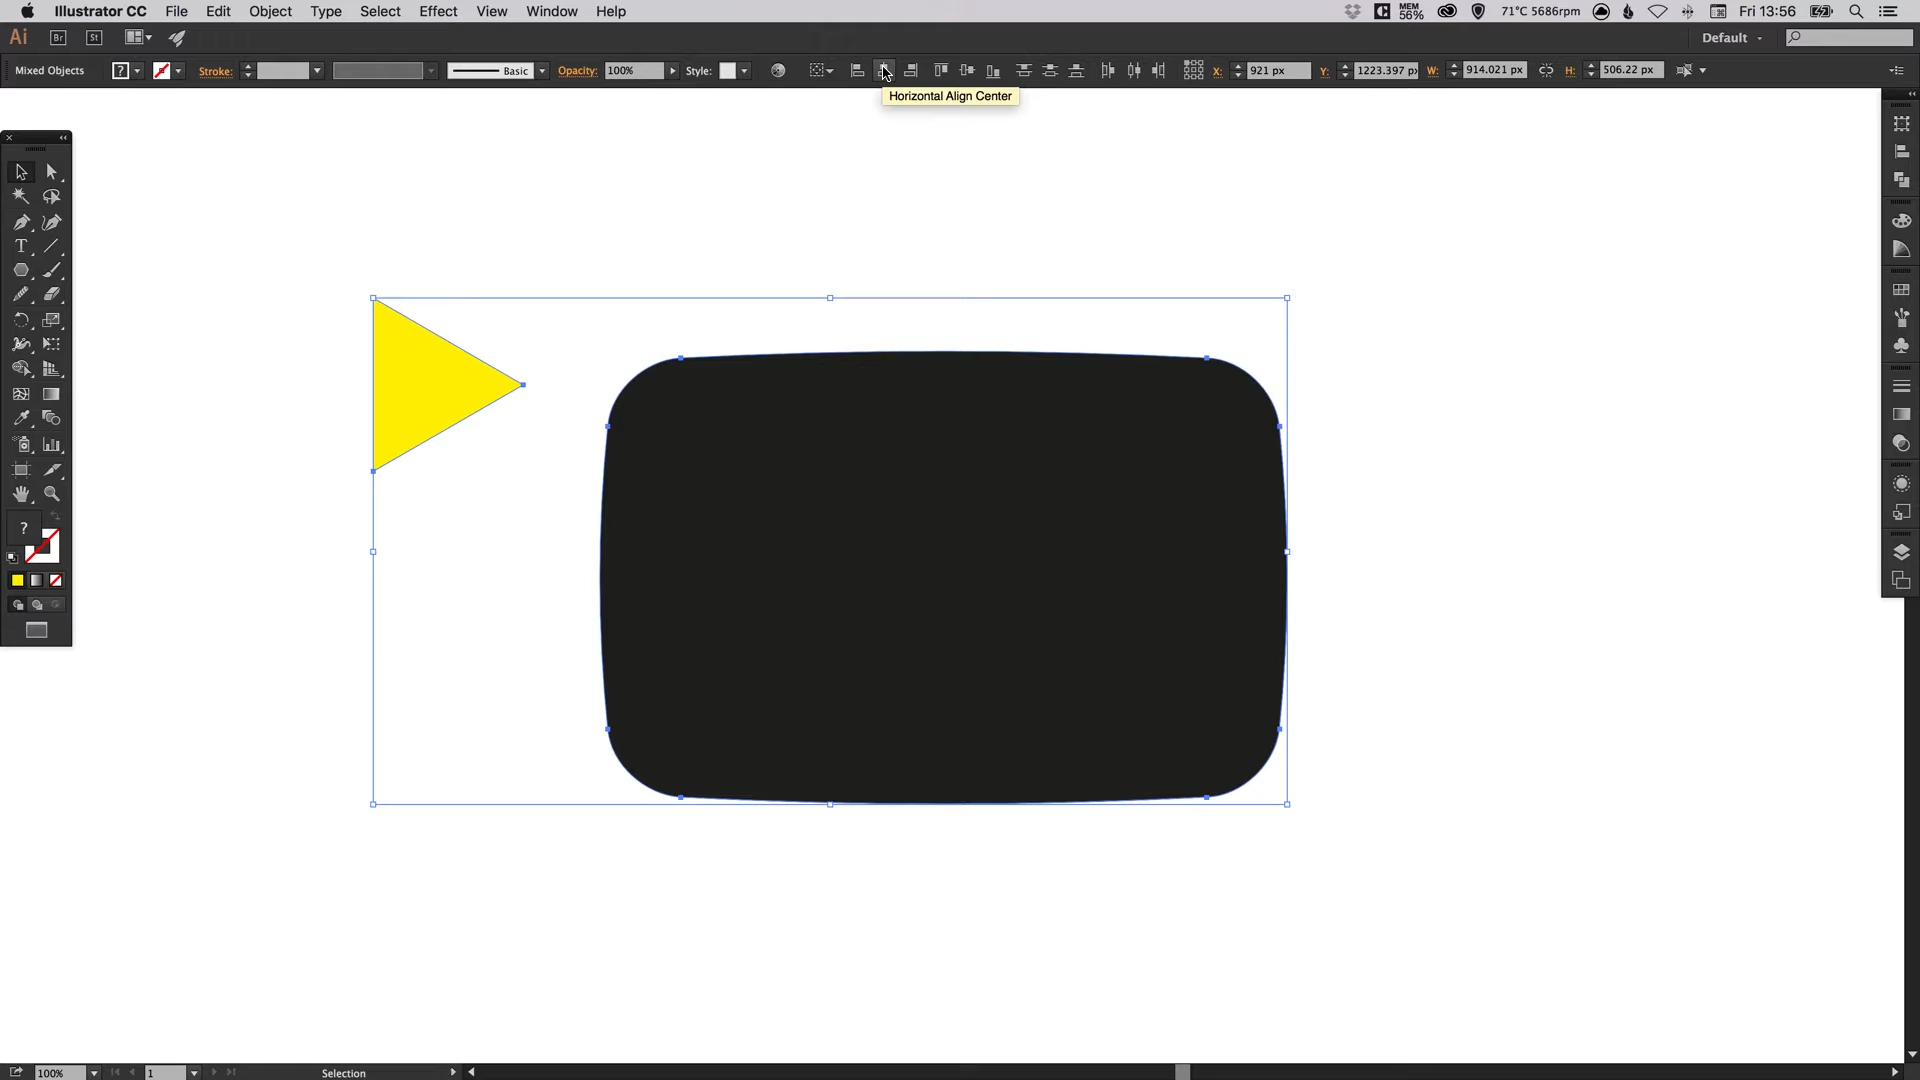 Illustrator CC File Edit Object Type Select Effect View Window Help MEM 56% 71°C 5686rpm Fri 13:56
Ai Br St Default
Mixed Objects ? Stroke: Basic Opacity: 100% Style: X: 921 px Y: 1223.397 p W: 914.021 px H: 506.22 px
Horizontal Align Center
T
?
100% 1 Selection